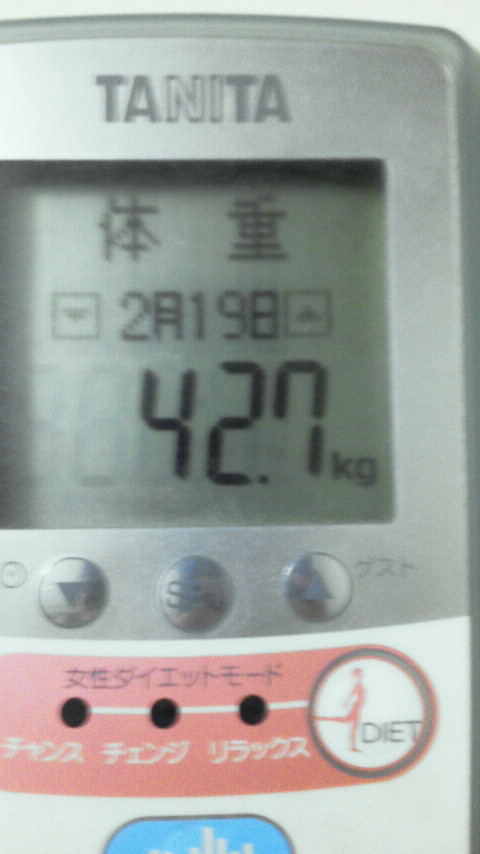 TANITA
体 重
2月19日
42.7kg
SET
ゲスト
女性ダイエットモード
チャンス チェンジ リラックス
DIET